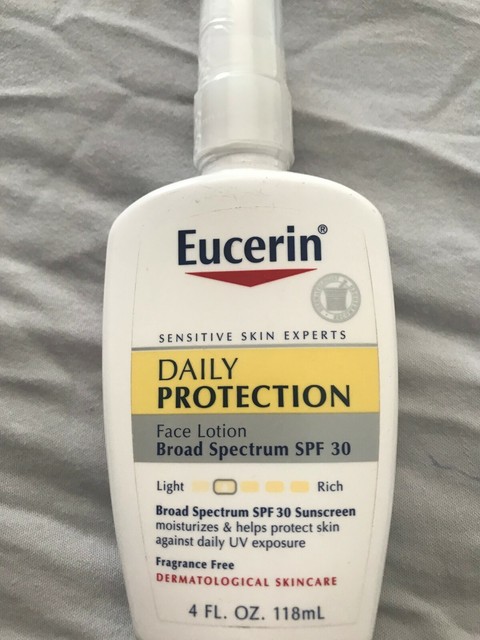 Eucerin®
SENSITIVE SKIN EXPERTS
DAILY
PROTECTION
Face Lotion
Broad Spectrum SPF 30
Light Rich
Broad Spectrum SPF 30 Sunscreen
moisturizes & helps protect skin
against daily UV exposure
Fragrance Free
DERMATOLOGICAL SKINCARE
4 FL. OZ. 118mL